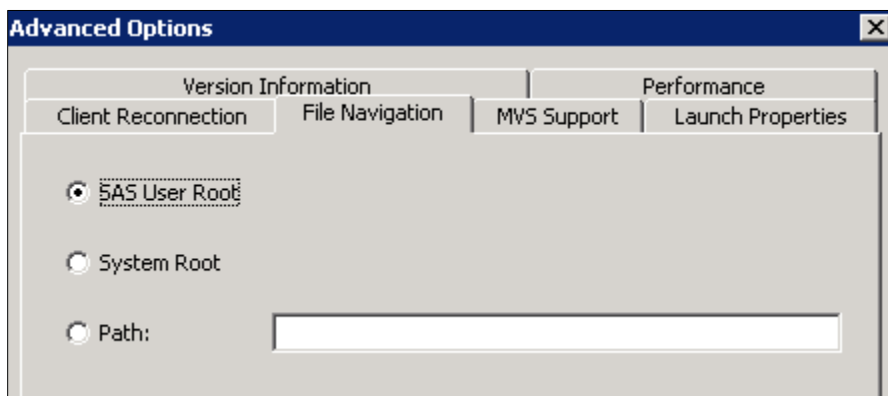 Advanced Options
Version Information Performance
Client Reconnection File Navigation MVS Support Launch Properties
SAS User Root
System Root
Path: